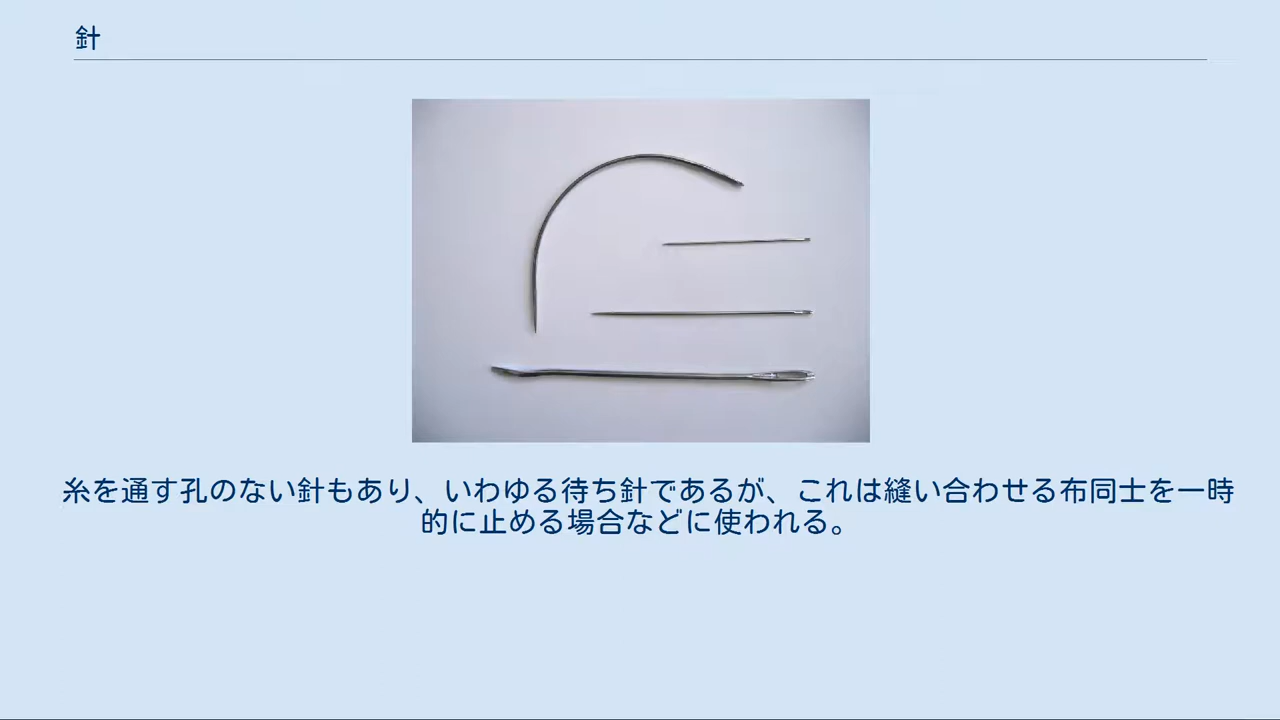 針
糸を通す孔のない針もあり、いわゆる待ち針であるが、これは縫い合わせる布同士を一時
的に止める場合などに使われる。